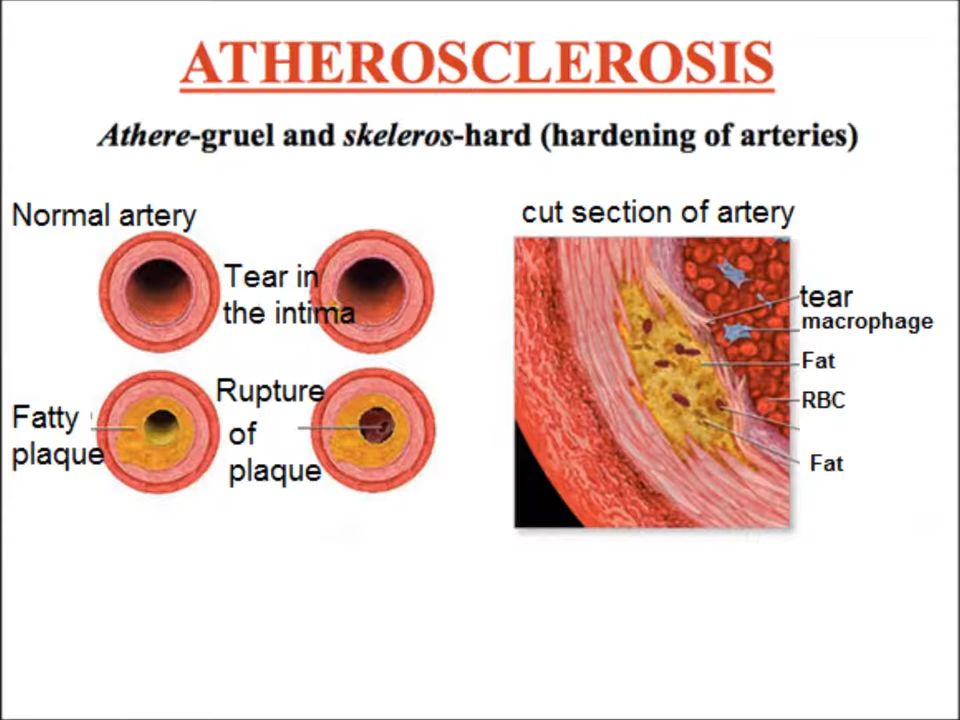 ATHEROSCLEROSIS
Athere-gruel and skeleros-hard (hardening of arteries)
Normal artery
Tear in
the intima
Fatty
plaque
Rupture
of
plaque
cut section of artery
tear
macrophage
Fat
RBC
Fat